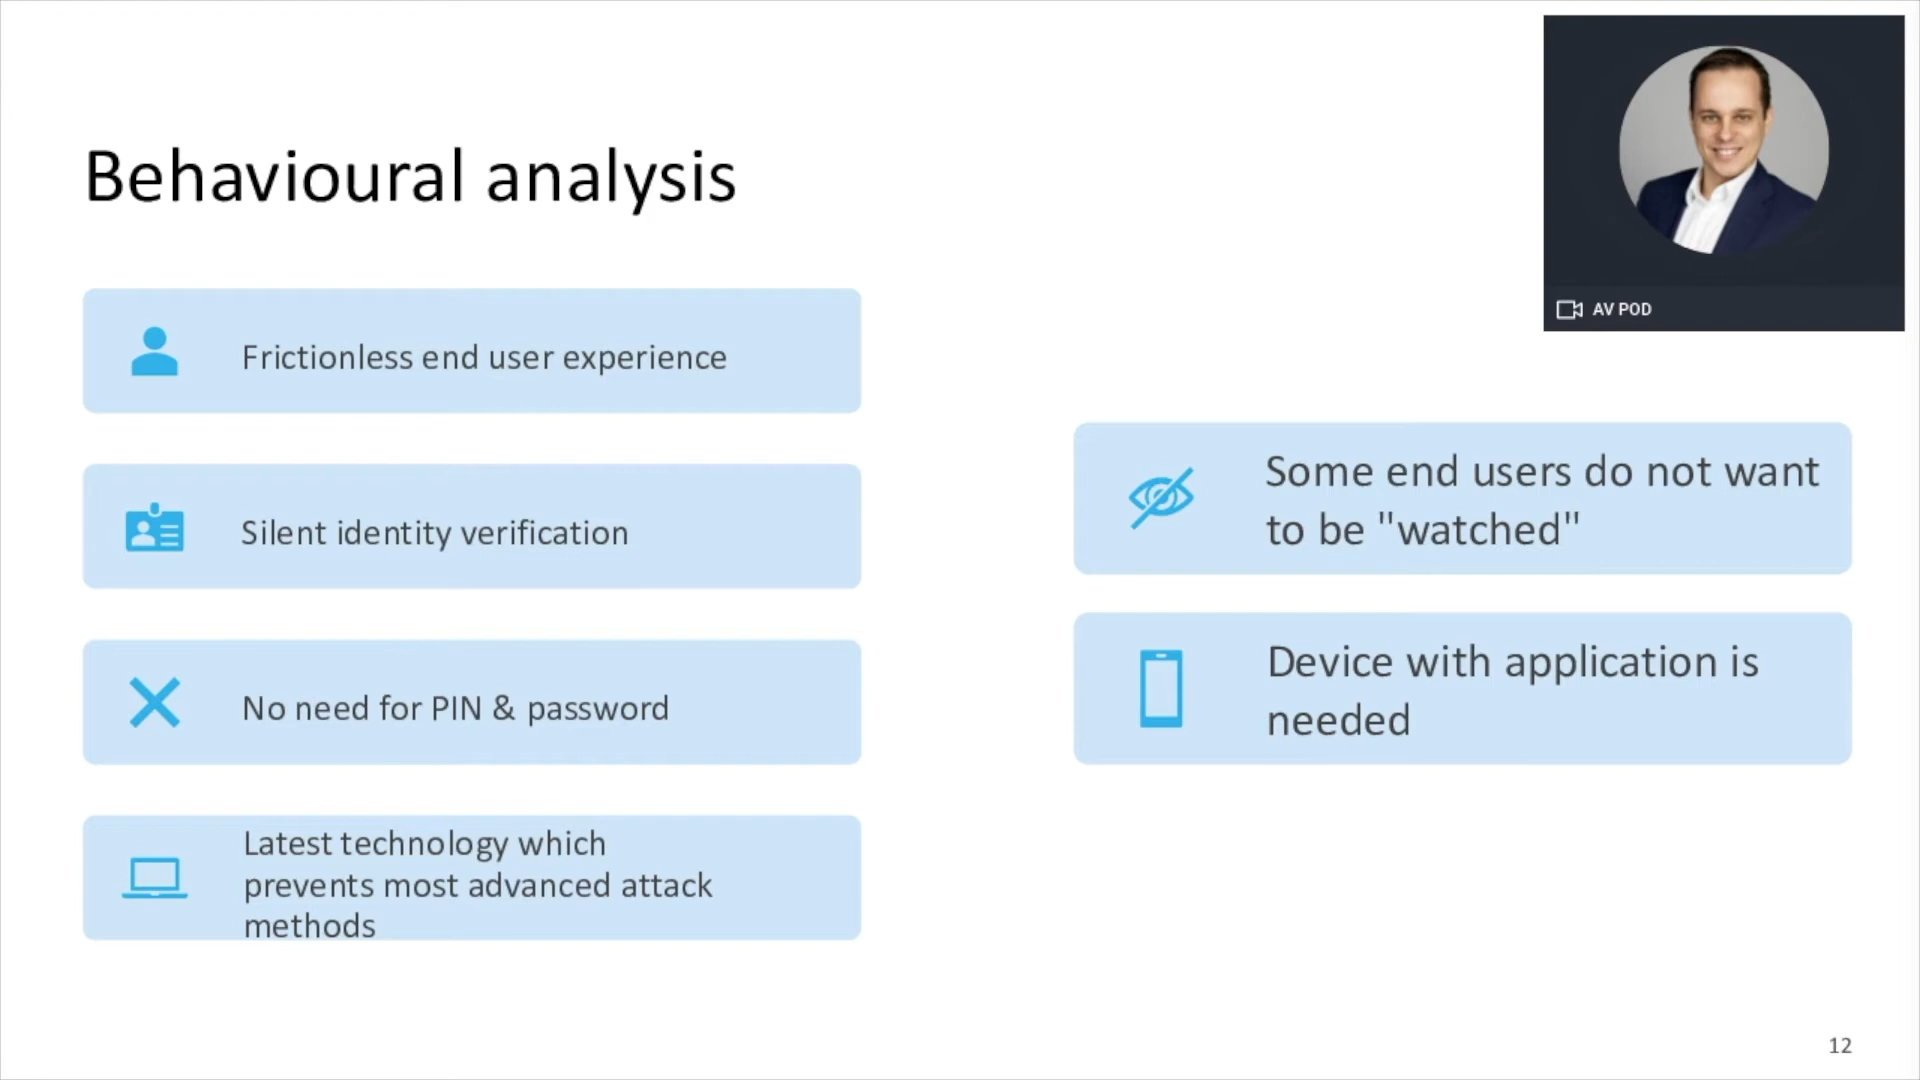 Behavioural analysis
Frictionless end user experience
Silent identity verification
No need for PIN & password
Latest technology which
prevents most advanced attack
methods
Some end users do not want
to be "watched"
Device with application is
needed
AV POD
12